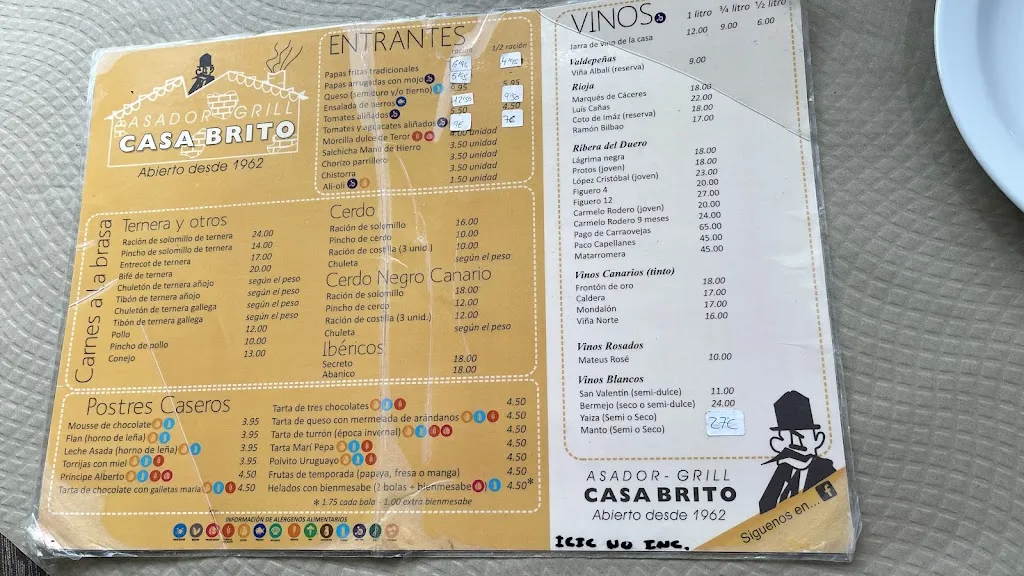 ASADOR-GRILL
CASA BRITO
Abierto desde 1962
ENTRANTES
ración 1/2 ración
Papas fritas tradicionales
Papas arrugadas con mojo
Queso (semiduro y/o tierno) 6.95 5.95
Ensalada de berros
Tomates aliñados 5.50 4.50
Tomates y aguacates aliñados 9€ 7€
Morcilla dulce de Teror 4.00 unidad
Salchicha Manu de Hierro 3.50 unidad
Chorizo parrillero 3.50 unidad
Chistorra 3.50 unidad
Ali-oli 1.50 unidad
Carnes a la brasa
Ternera y otros
Ración de solomillo de ternera 24.00
Pincho de solomillo de ternera 14.00
Entrecot de ternera 17.00
Bifé de ternera 20.00
Chuletón de ternera añojo según el peso
Tibón de ternera añojo según el peso
Chuletón de ternera gallega según el peso
Tibón de ternera gallega según el peso
Pollo 12.00
Pincho de pollo 10.00
Conejo 13.00
Cerdo
Ración de solomillo 16.00
Pincho de cerdo 10.00
Ración de costilla (3 unid.) 10.00
Chuleta según el peso
Cerdo Negro Canario
Ración de solomillo 18.00
Pincho de cerdo 12.00
Ración de costilla (3 unid.) 12.00
Chuleta según el peso
Ibéricos
Secreto 18.00
Abanico 18.00
Postres Caseros
Mousse de chocolate 3.95
Flan (horno de leña) 3.95
Leche Asada (horno de leña) 3.95
Torrijas con miel 3.95
Príncipe Alberto 4.50
Tarta de chocolate con galletas maría 4.50
Tarta de tres chocolates 4.50
Tarta de queso con mermelada de arándanos 4.50
Tarta de turrón (época invernal) 4.50
Tarta Marí Pepa 4.50
Polvito Uruguayo 4.50
Frutas de temporada (papaya, fresa o manga) 4.50
Helados con bienmesabe (2 bolas + bienmesabe) 4.50*
* 1.75 cada bola - 1.00 extra bienmesabe
INFORMACIÓN DE ALÉRGENOS ALIMENTARIOS
VINOS
1 litro ¾ litro ½ litro
Jarra de vino de la casa 12.00 9.00 6.00
Valdepeñas
Viña Albali (reserva) 9.00
Rioja
Marqués de Cáceres 18.00
Luis Cañas 22.00
Coto de Imáz (reserva) 18.00
Ramón Bilbao 17.00
Ribera del Duero
Lágrima negra 18.00
Protos (joven) 18.00
López Cristóbal (joven) 23.00
Figuero 4 20.00
Figuero 12 27.00
Carmelo Rodero (joven) 20.00
Carmelo Rodero 9 meses 24.00
Pago de Carraovejas 65.00
Paco Capellanes 45.00
Matarromera 45.00
Vinos Canarios (tinto)
Frontón de oro 18.00
Caldera 17.00
Mondalón 17.00
Viña Norte 16.00
Vinos Rosados
Mateus Rosé 10.00
Vinos Blancos
San Valentín (semi-dulce) 11.00
Bermejo (seco o semi-dulce) 24.00
Yaiza (Semi o Seco) 27€
Manto (Semi o Seco)
ASADOR-GRILL
CASA BRITO
Abierto desde 1962
Siguenos en...
f
IGIC NO INC.